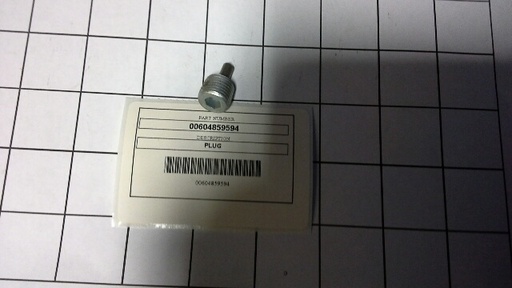 PART NUMBER
00604859594
DESCRIPTION
PLUG
00604859594